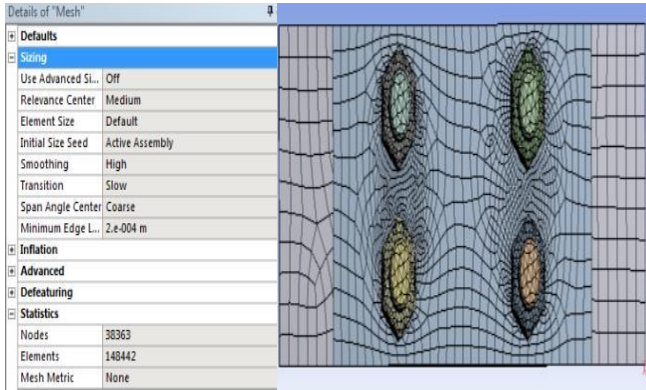 Details of "Mesh"
Defaults
Sizing
Use Advanced Si... Off
Relevance Center Medium
Element Size Default
Initial Size Seed Active Assembly
Smoothing High
Transition Slow
Span Angle Center Coarse
Minimum Edge L... 2.e-004 m
Inflation
Advanced
Defeaturing
Statistics
Nodes 38363
Elements 148442
Mesh Metric None